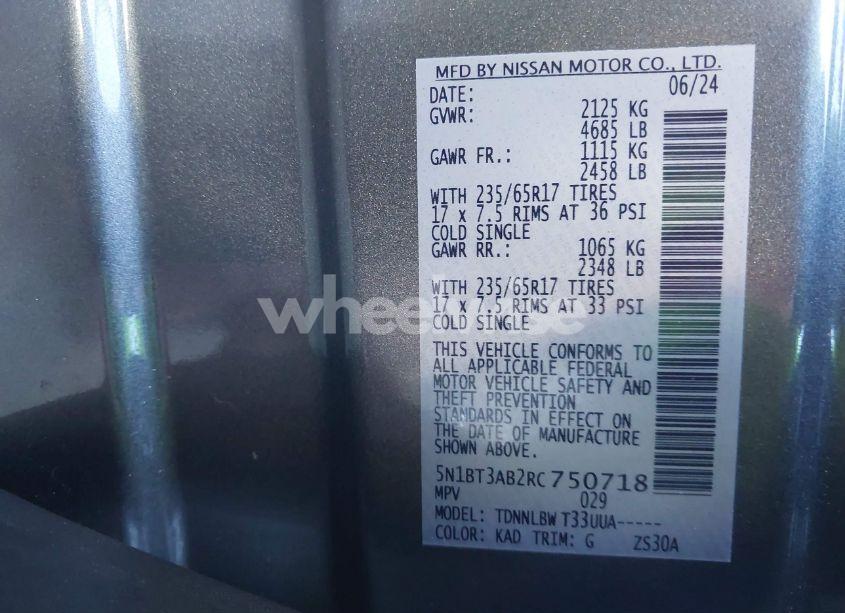 MFD BY NISSAN MOTOR CO., LTD.
DATE: 06/24
GVWR: 2125 KG
4685 LB
GAWR FR.: 1115 KG
2458 LB
WITH 235/65R17 TIRES
17 x 7.5 RIMS AT 36 PSI
COLD SINGLE
GAWR RR.: 1065 KG
2348 LB
WITH 235/65R17 TIRES
17 x 7.5 RIMS AT 33 PSI
COLD SINGLE
THIS VEHICLE CONFORMS TO
ALL APPLICABLE FEDERAL
MOTOR VEHICLE SAFETY AND
THEFT PREVENTION
STANDARDS IN EFFECT ON
THE DATE OF MANUFACTURE
SHOWN ABOVE.
5N1BT3AB2RC750718
MPV 029
MODEL: TDNNLBW T33UUA-----
COLOR: KAD TRIM: G ZS30A